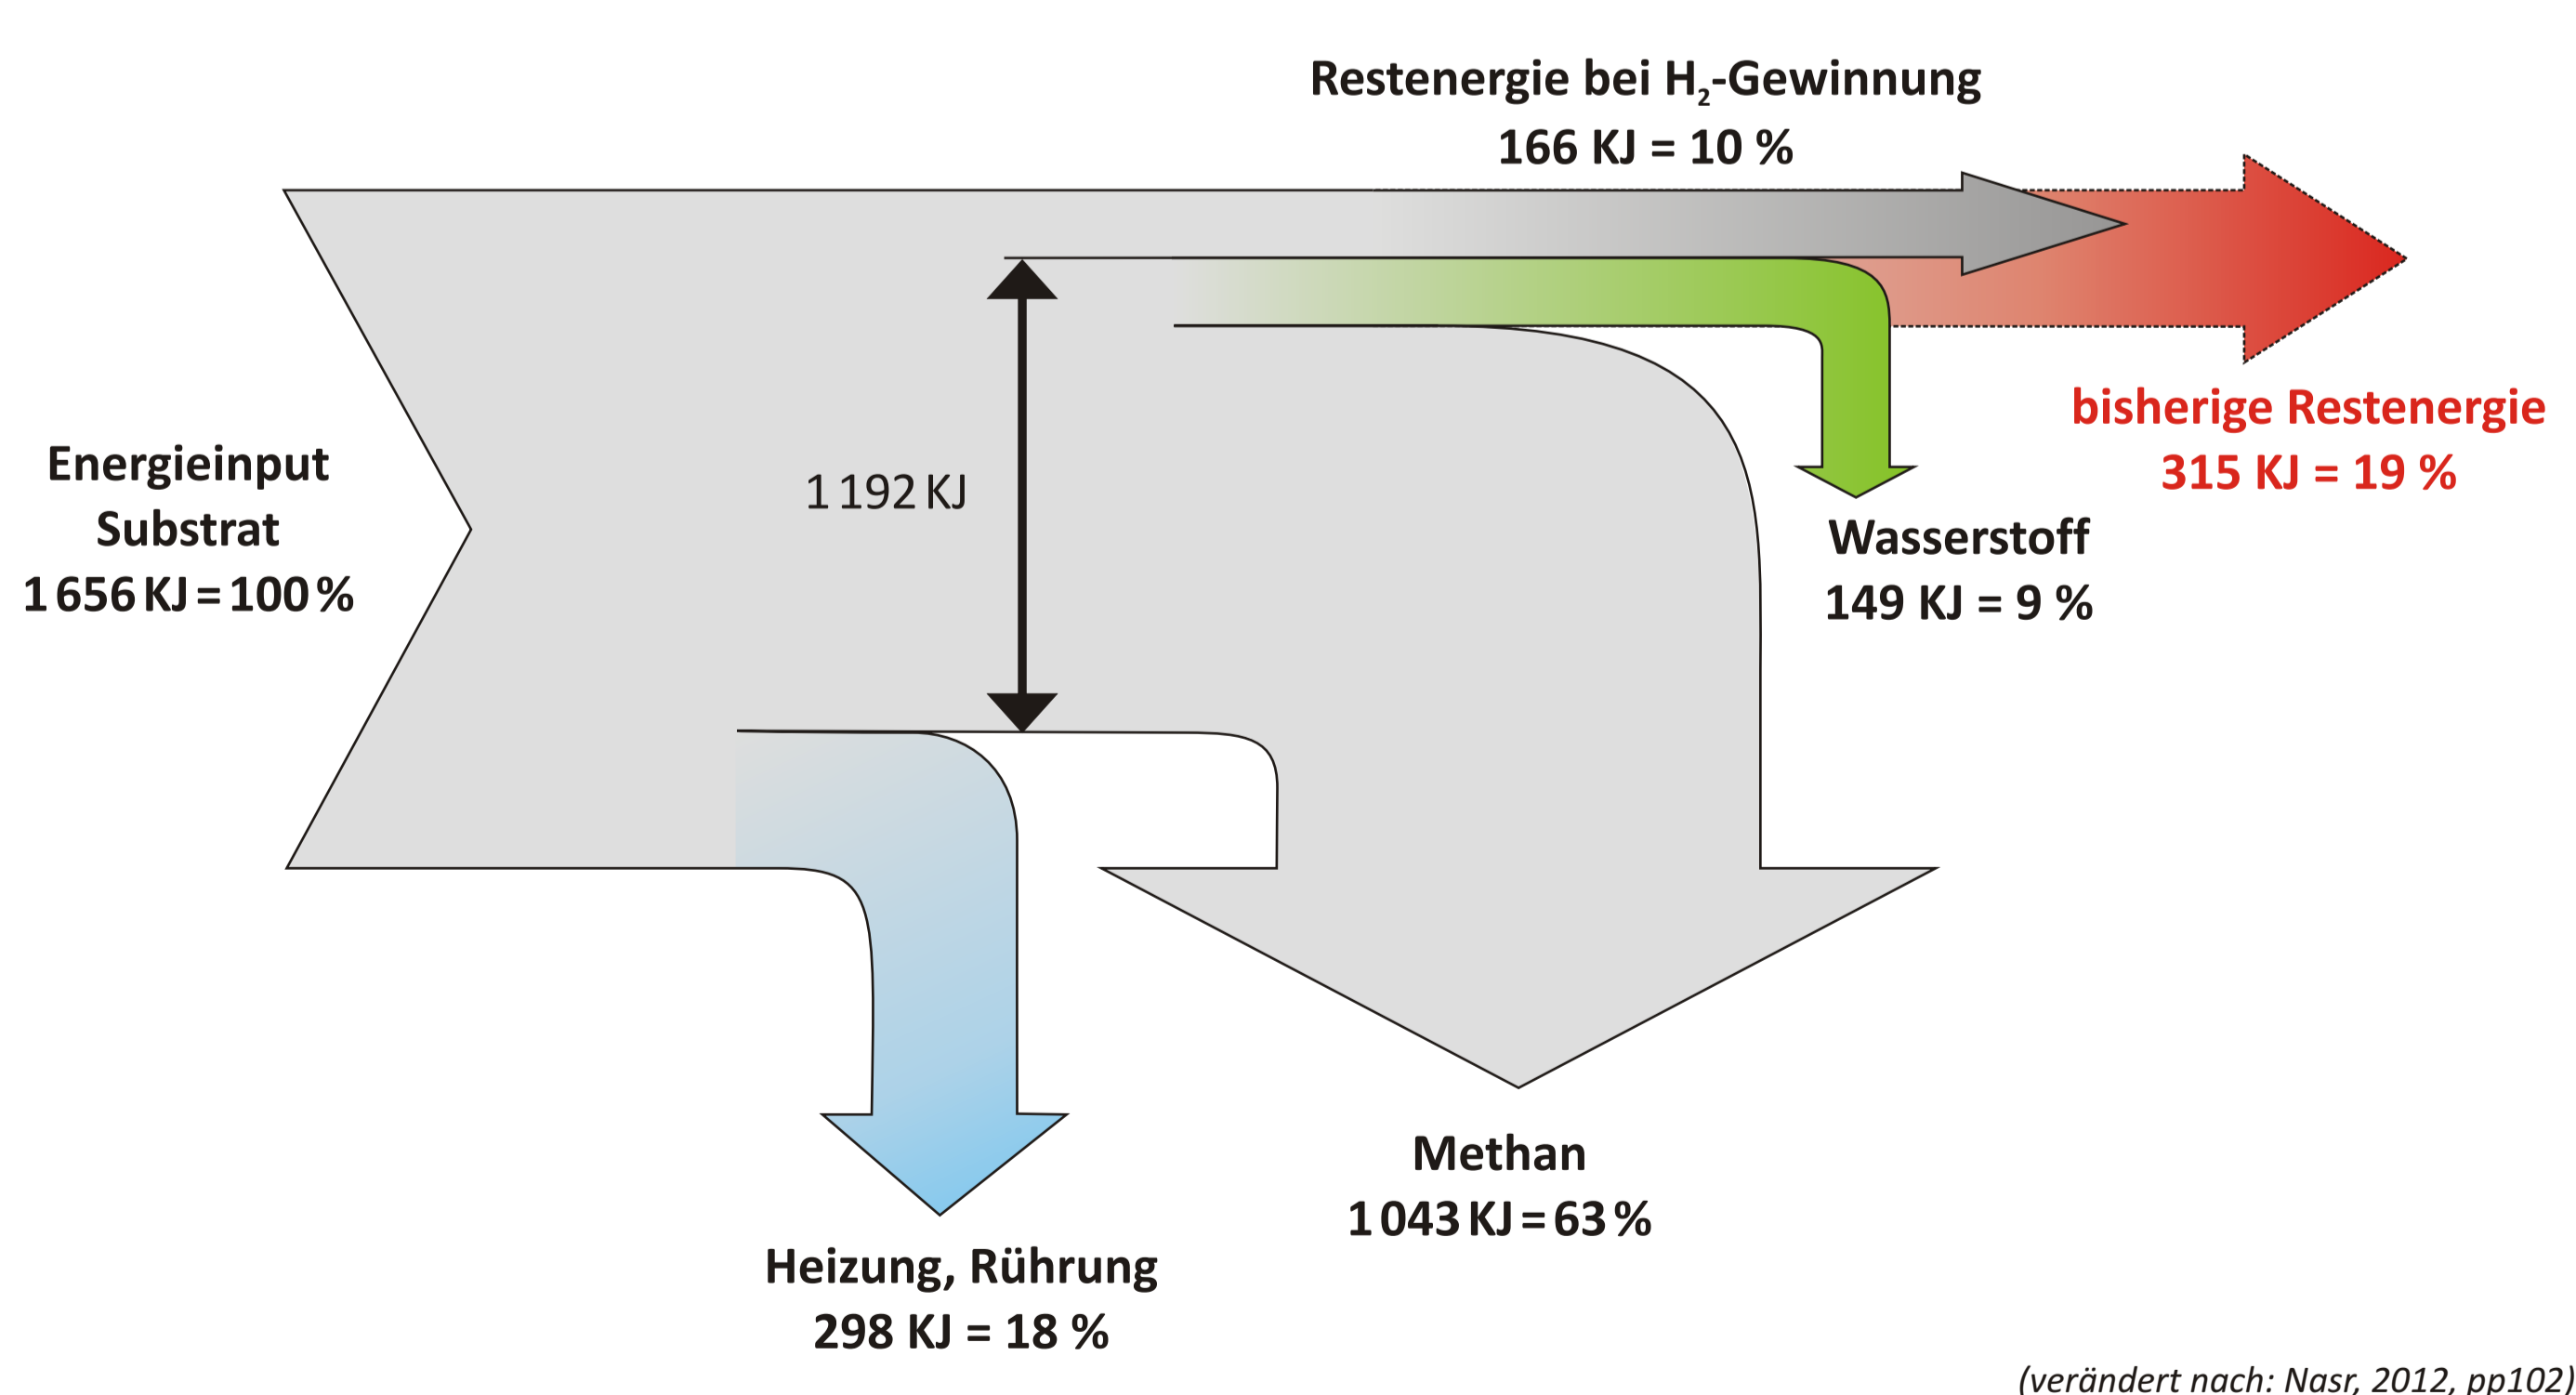 Restenergie bei H₂-Gewinnung
166 KJ = 10 %
bisherige Restenergie
315 KJ = 19 %
Energieinput
Substrat
1 656 KJ = 100 %
1 192 KJ
Wasserstoff
149 KJ = 9 %
Methan
1 043 KJ = 63 %
Heizung, Rührung
298 KJ = 18 %
(verändert nach: Nasr, 2012, pp102)